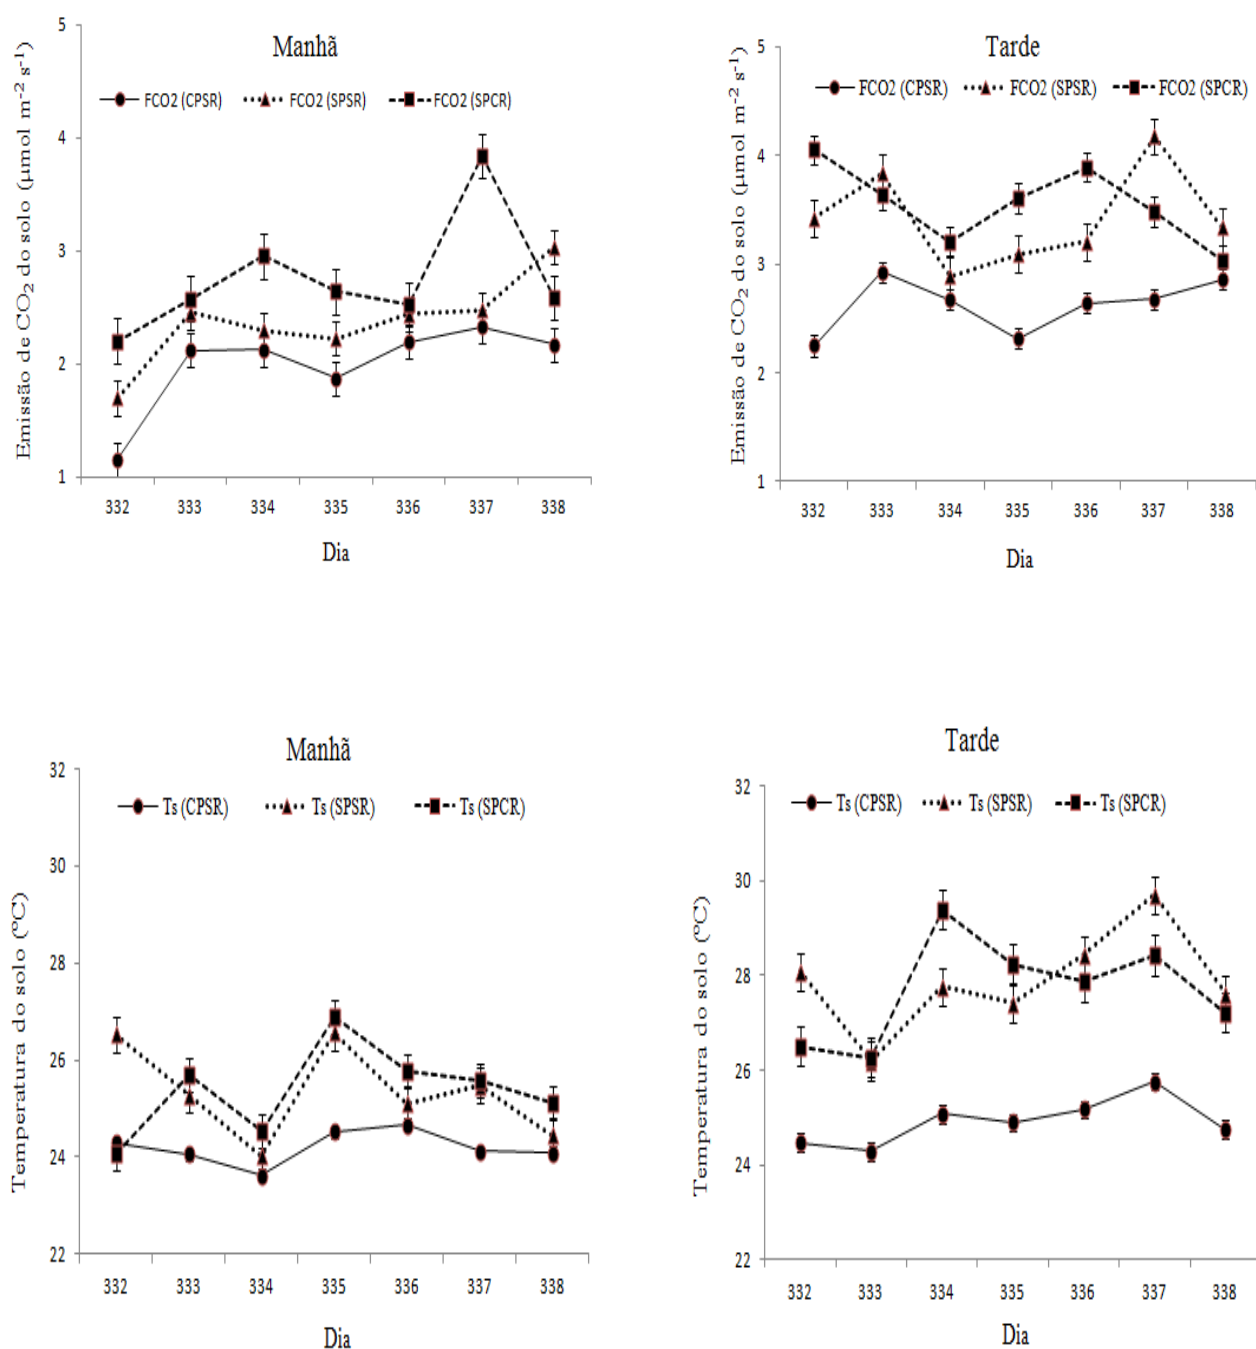 Manhã
Emissão de CO₂ do solo (µmol m⁻² s⁻¹)
FCO2 (CPSR) FCO2 (SPSR) FCO2 (SPCR)
5
4
3
2
1
332 333 334 335 336 337 338
Dia
Tarde
Emissão de CO₂ do solo (µmol m⁻² s⁻¹)
FCO2 (CPSR) FCO2 (SPSR) FCO2 (SPCR)
5
4
3
2
1
332 333 334 335 336 337 338
Dia
Manhã
Temperatura do solo (ºC)
Ts (CPSR) Ts (SPSR) Ts (SPCR)
32
30
28
26
24
22
332 333 334 335 336 337 338
Dia
Tarde
Temperatura do solo (ºC)
Ts (CPSR) Ts (SPSR) Ts (SPCR)
32
30
28
26
24
22
332 333 334 335 336 337 338
Dia